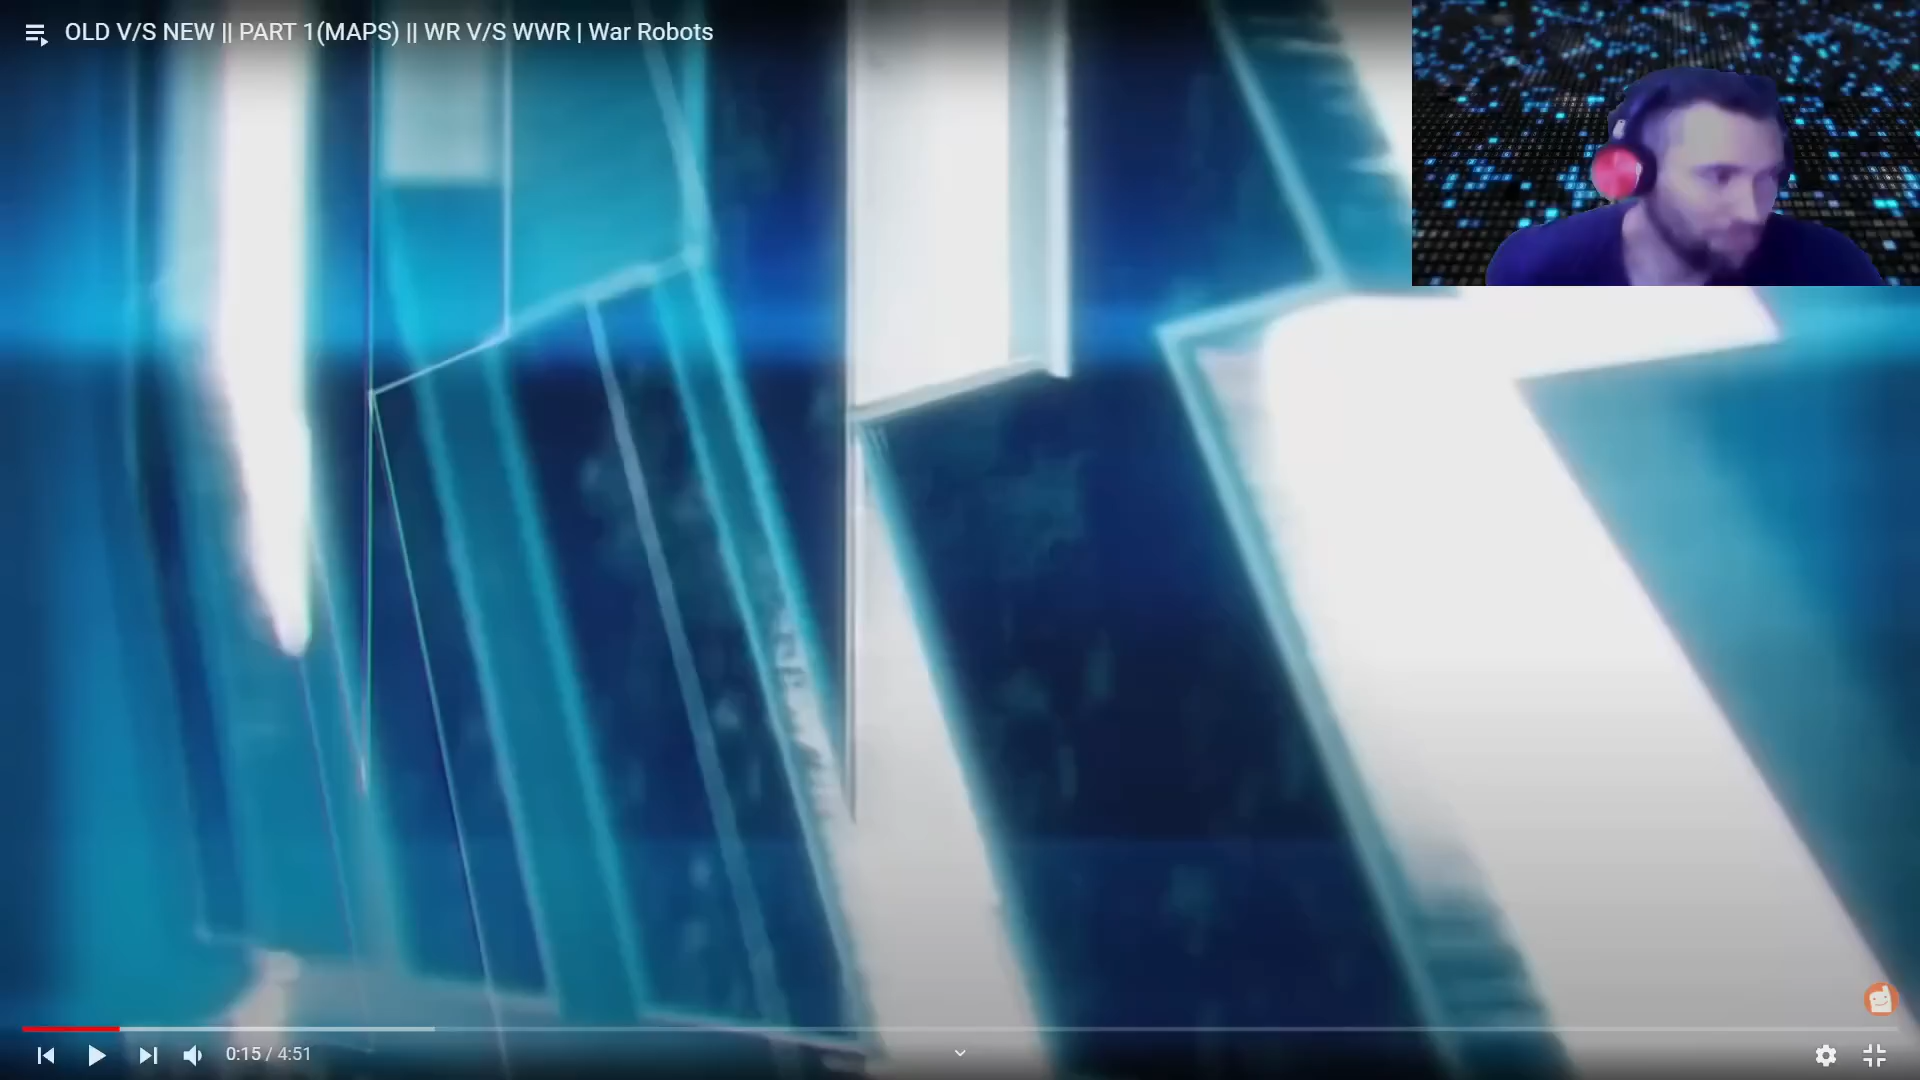 OLD V/S NEW || PART 1(MAPS) || WR V/S WWR | War Robots
0:15 / 4:51